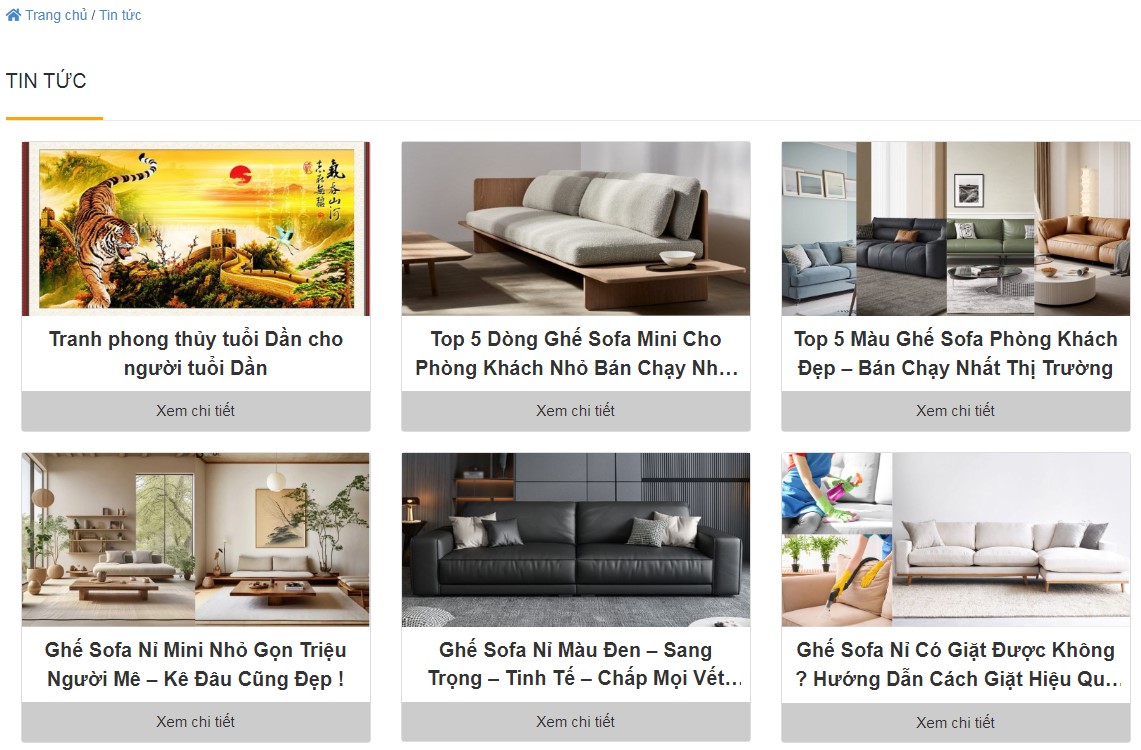 Trang chủ / Tin tức
TIN TỨC
Tranh phong thủy tuổi Dần cho
người tuổi Dần
Xem chi tiết
Top 5 Dòng Ghế Sofa Mini Cho
Phòng Khách Nhỏ Bán Chạy Nh...
Xem chi tiết
Top 5 Màu Ghế Sofa Phòng Khách
Đẹp – Bán Chạy Nhất Thị Trường
Xem chi tiết
Ghế Sofa Nỉ Mini Nhỏ Gọn Triệu
Người Mê – Kê Đâu Cũng Đẹp !
Xem chi tiết
Ghế Sofa Nỉ Màu Đen – Sang
Trọng – Tinh Tế – Chấp Mọi Vết...
Xem chi tiết
Ghế Sofa Nỉ Có Giặt Được Không
? Hướng Dẫn Cách Giặt Hiệu Qu...
Xem chi tiết